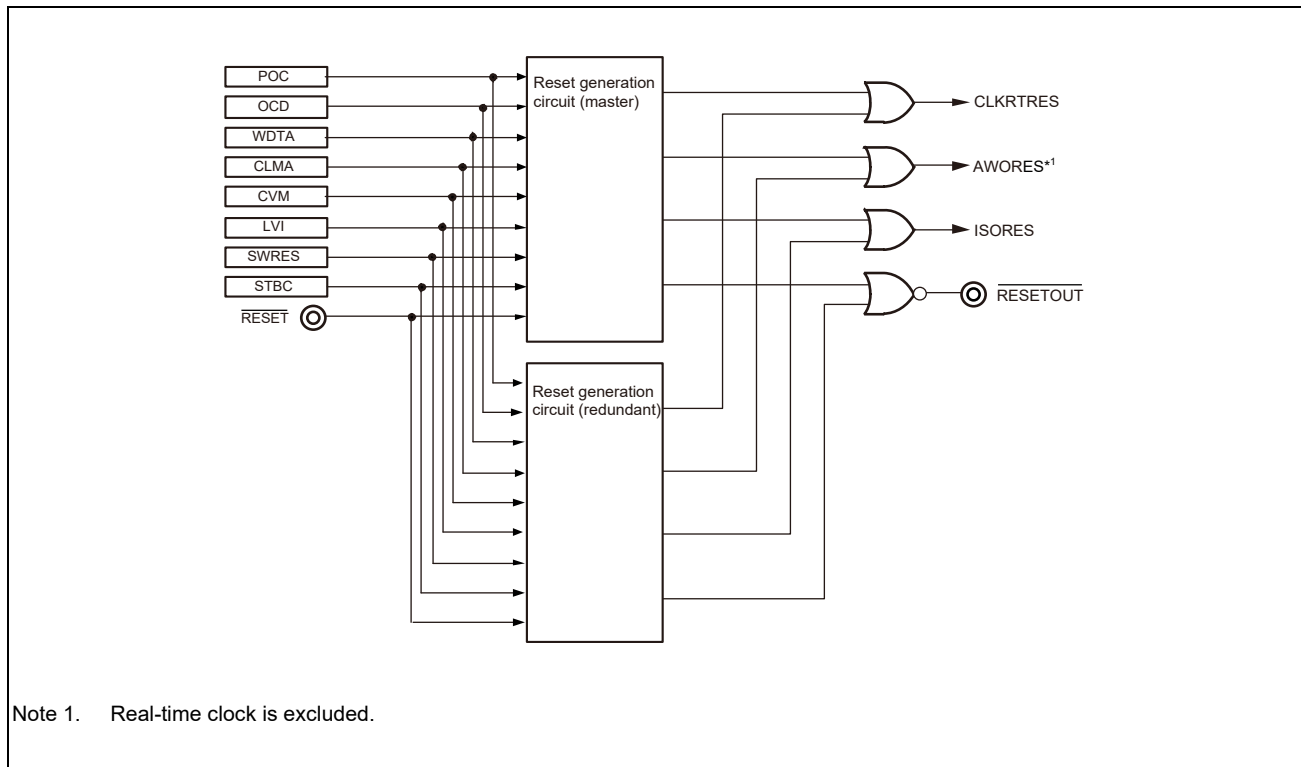 POC
OCD
WDTA
CLMA
CVM
LVI
SWRES
STBC
RESET
Reset generation
circuit (master)
Reset generation
circuit (redundant)
CLKRTRES
AWORES*1
ISORES
RESETOUT
Note 1. Real-time clock is excluded.